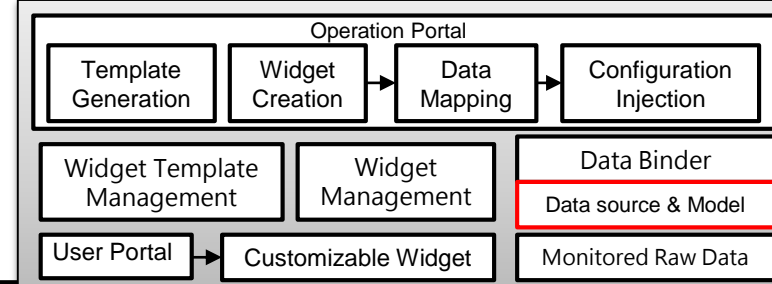 Operation Portal
Template
Generation
Widget
Creation
Data
Mapping
Configuration
Injection
Widget Template
Management
Widget
Management
Data Binder
Data source & Model
User Portal
Customizable Widget
Monitored Raw Data